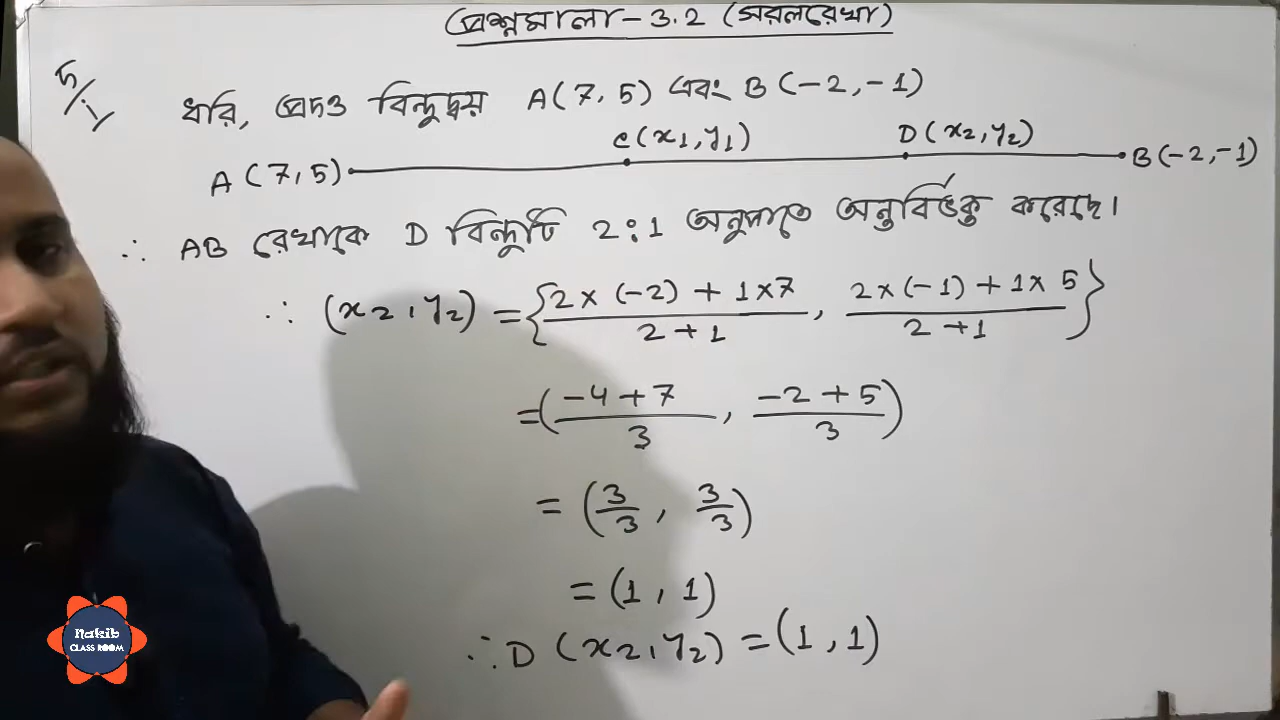 প্রশ্নমালা-3.2 (সরলরেখা)
ধরি, প্রদত্ত বিন্দুদ্বয় A(7, 5) এবং B(-2, -1)
C(x1, y1) D(x2, y2)
A(7, 5) B(-2, -1)
∴ AB রেখাকে D বিন্দুটি 2:1 অনুপাতে অন্তর্বিভক্ত করেছে।
∴ (x2, y2) = {2×(-2) + 1×7 / 2+1, 2×(-1) + 1×5 / 2+1}
= (-4+7 / 3, -2+5 / 3)
= (3/3, 3/3)
= (1, 1)
∴ D (x2, y2) = (1, 1)
Nakib
CLASS ROOM